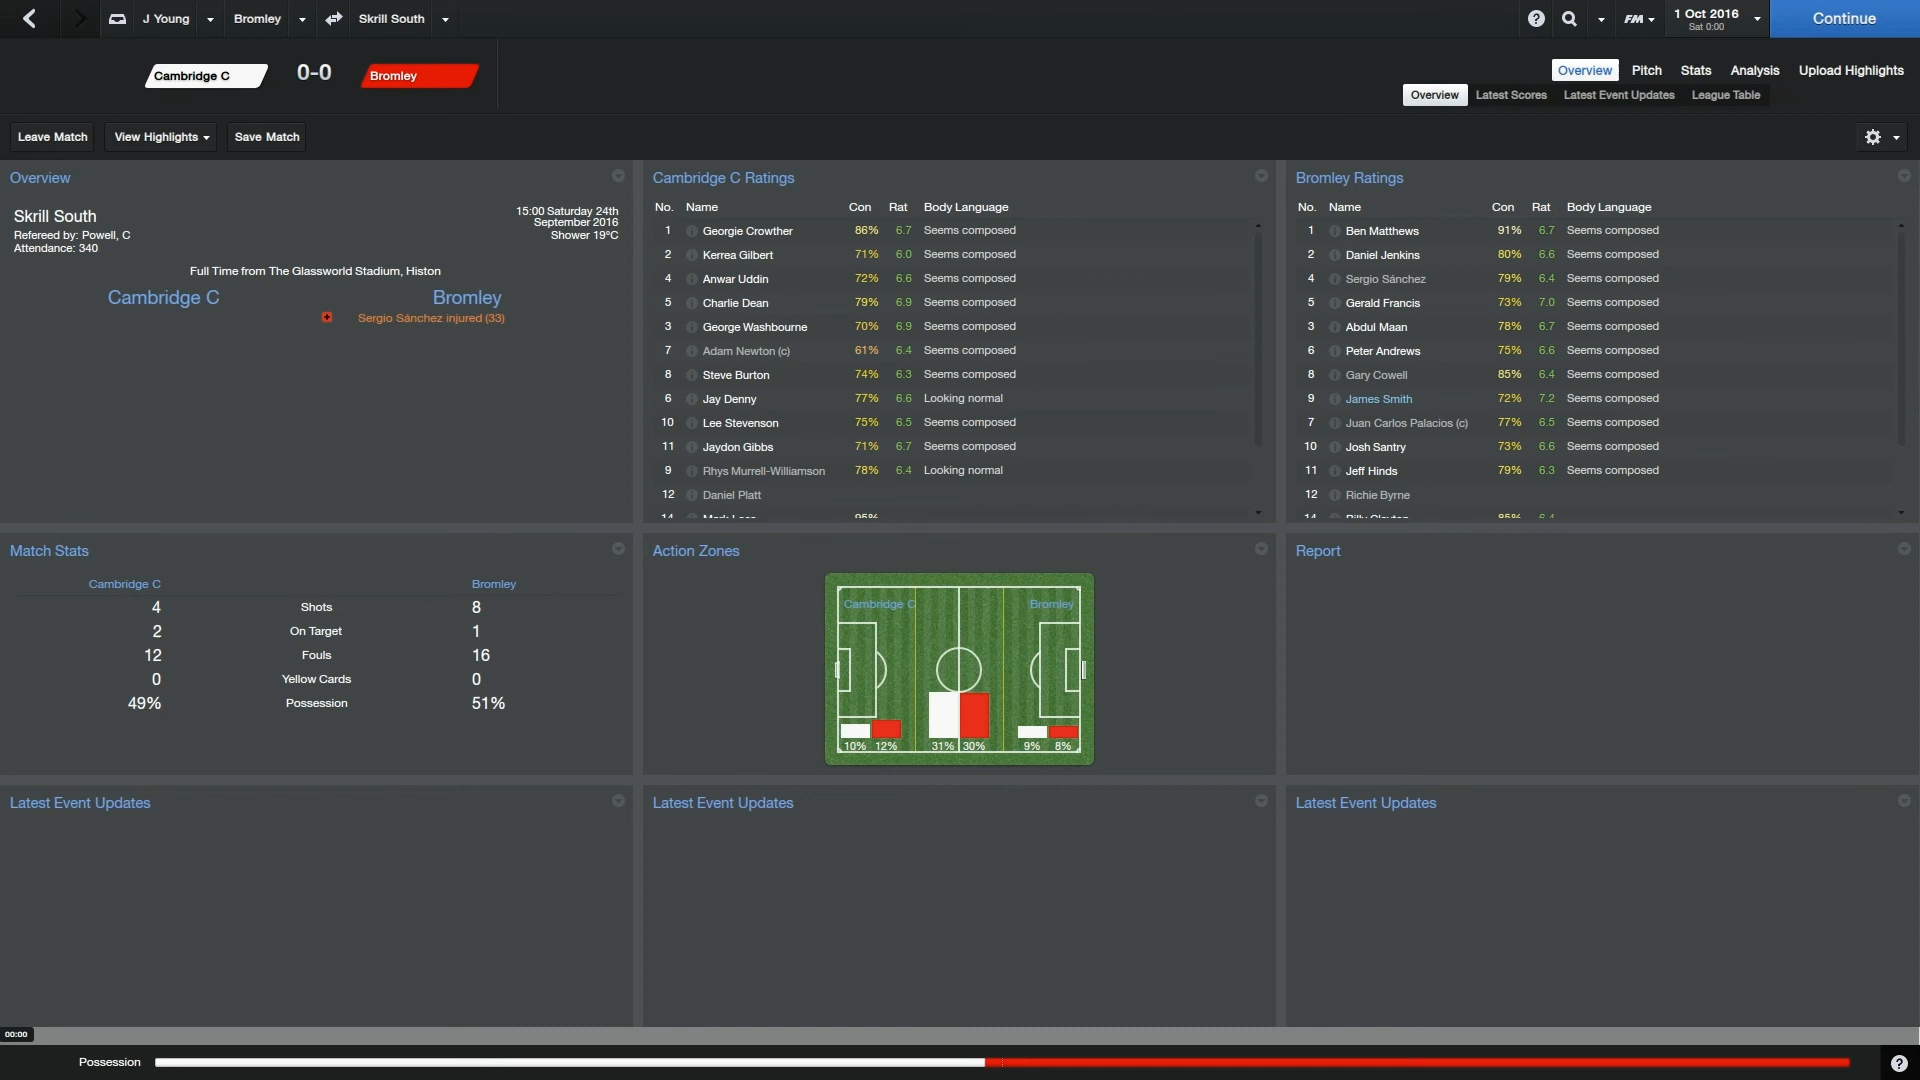 J Young
Bromley
Skrill South
FM
1 Oct 2016
Sat 0:00
Continue
Cambridge C
0-0
Bromley
Overview Pitch Stats Analysis Upload Highlights
Overview Latest Scores Latest Event Updates League Table
Leave Match View Highlights Save Match
Overview
Skrill South
Refereed by: Powell, C
Attendance: 340
15:00 Saturday 24th
September 2016
Shower 19°C
Full Time from The Glassworld Stadium, Histon
Cambridge C Bromley
Sergio Sánchez injured (33)
Cambridge C Ratings
No. Name Con Rat Body Language
1 Georgie Crowther 86% 6.7 Seems composed
2 Kerrea Gilbert 71% 6.0 Seems composed
4 Anwar Uddin 72% 6.6 Seems composed
5 Charlie Dean 79% 6.9 Seems composed
3 George Washbourne 70% 6.9 Seems composed
7 Adam Newton (c) 61% 6.4 Seems composed
8 Steve Burton 74% 6.3 Seems composed
6 Jay Denny 77% 6.6 Looking normal
10 Lee Stevenson 75% 6.5 Seems composed
11 Jaydon Gibbs 71% 6.7 Seems composed
9 Rhys Murrell-Williamson 78% 6.4 Looking normal
12 Daniel Platt
14 95%
Bromley Ratings
No. Name Con Rat Body Language
1 Ben Matthews 91% 6.7 Seems composed
2 Daniel Jenkins 80% 6.6 Seems composed
4 Sergio Sánchez 79% 6.4 Seems composed
5 Gerald Francis 73% 7.0 Seems composed
3 Abdul Maan 78% 6.7 Seems composed
6 Peter Andrews 75% 6.6 Seems composed
8 Gary Cowell 85% 6.4 Seems composed
9 James Smith 72% 7.2 Seems composed
7 Juan Carlos Palacios (c) 77% 6.5 Seems composed
10 Josh Santry 73% 6.6 Seems composed
11 Jeff Hinds 79% 6.3 Seems composed
12 Richie Byrne
14 Billy Clayton 85% 6.4
Match Stats
Cambridge C Bromley
4 Shots 8
2 On Target 1
12 Fouls 16
0 Yellow Cards 0
49% Possession 51%
Action Zones
Cambridge C Bromley
10% 12% 31% 30% 9% 8%
Report
Latest Event Updates
Latest Event Updates
Latest Event Updates
00:00
Possession